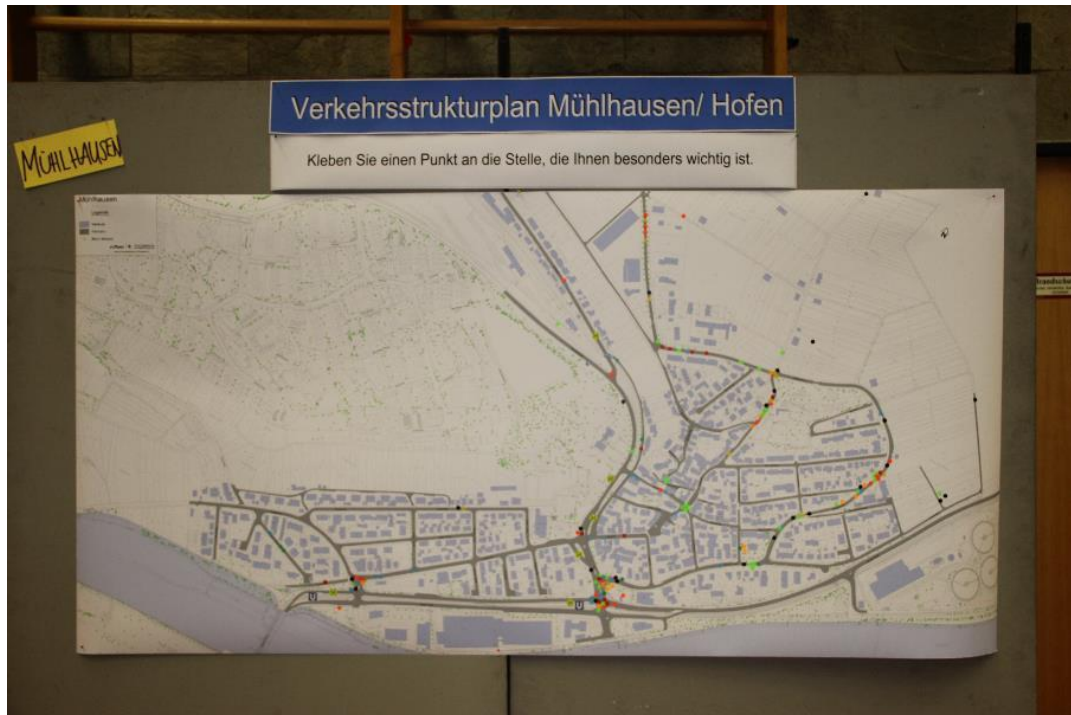 Verkehrsstrukturplan Mühlhausen/ Hofen
MÜHLHAUSEN
Kleben Sie einen Punkt an die Stelle, die Ihnen besonders wichtig ist.
Mühlhausen
U
U